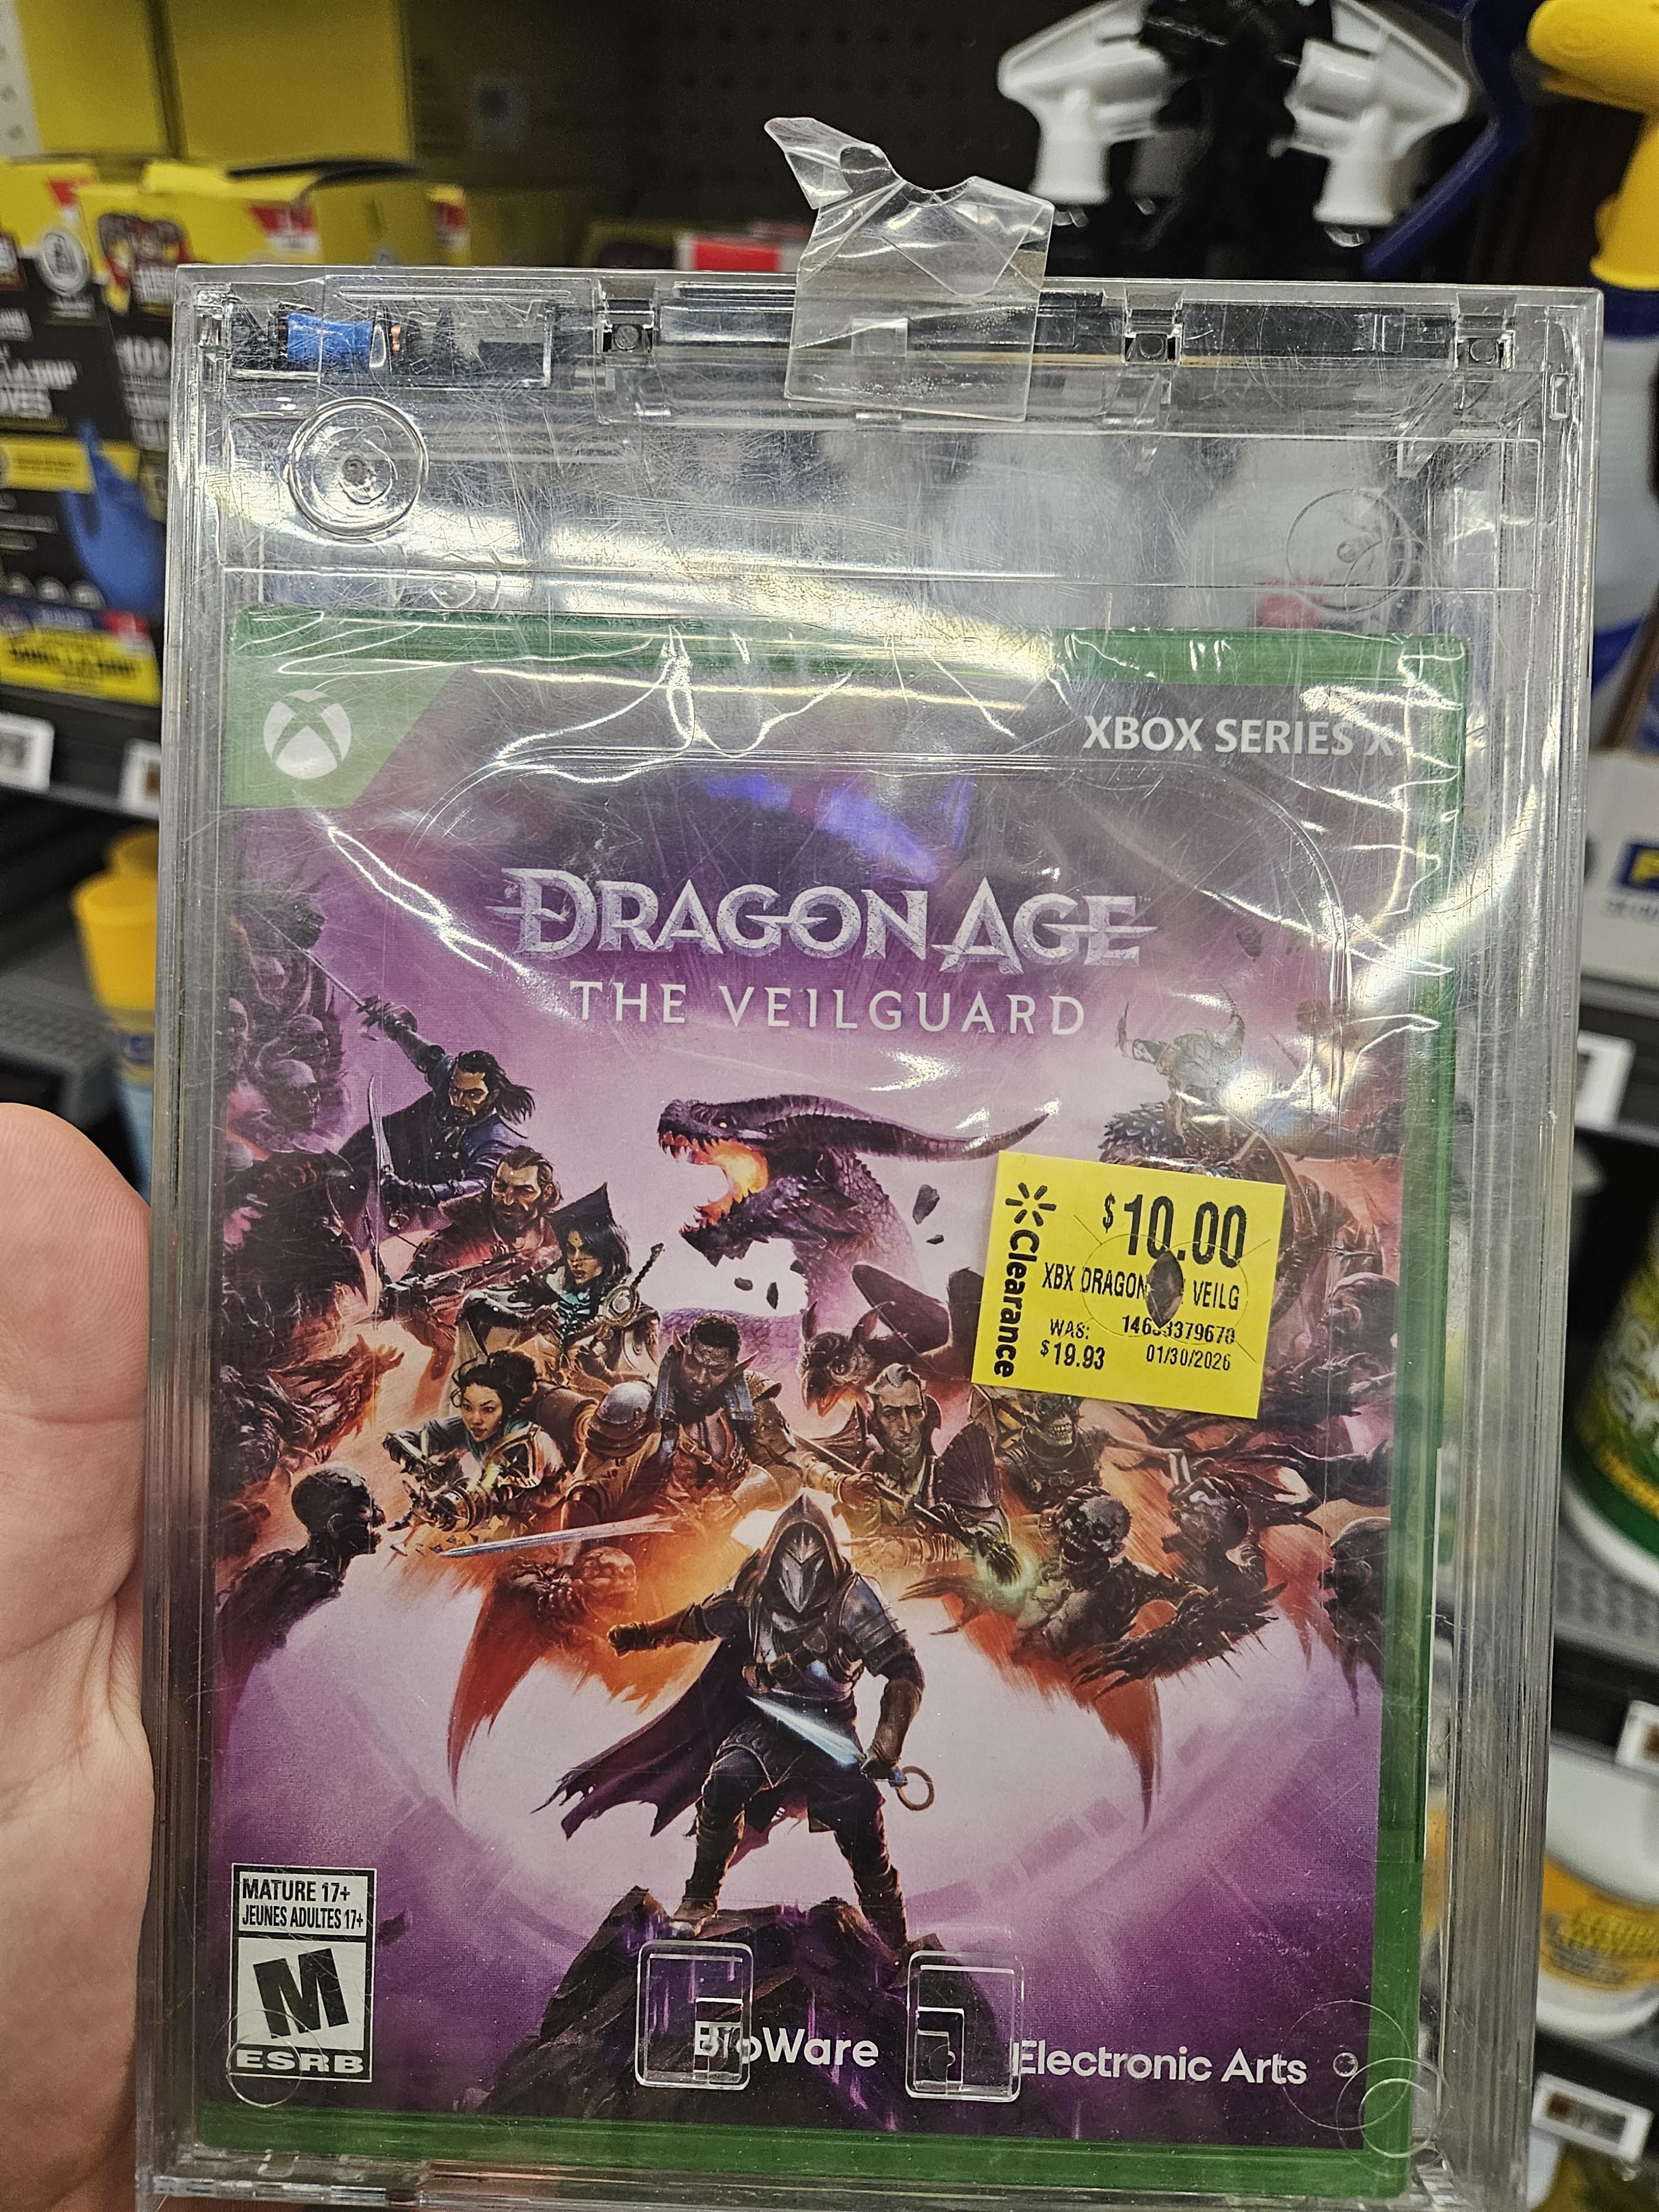 XBOX SERIES X
DRAGON AGE
THE VEILGUARD
Clearance
$10.00
XBX DRAGON VEILG
WAS: 
$19.93 01/30/2026
MATURE 17+
JEUNES ADULTES 17+
M
ESRB
BioWare
Electronic Arts
100